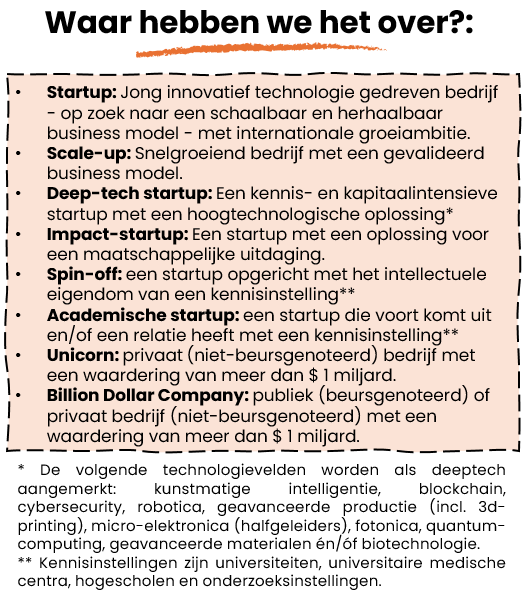 Waar hebben we het over?:
• Startup: Jong innovatief technologie gedreven bedrijf
- op zoek naar een schaalbaar en herhaalbaar
business model - met internationale groeiambitie.
• Scale-up: Snelgroeiend bedrijf met een gevalideerd
business model.
• Deep-tech startup: Een kennis- en kapitaalintensieve
startup met een hoogtechnologische oplossing*
• Impact-startup: Een startup met een oplossing voor
een maatschappelijke uitdaging.
• Spin-off: een startup opgericht met het intellectuele
eigendom van een kennisinstelling**
• Academische startup: een startup die voort komt uit
en/of een relatie heeft met een kennisinstelling**
• Unicorn: privaat (niet-beursgenoteerd) bedrijf met
een waardering van meer dan $ 1 miljard.
• Billion Dollar Company: publiek (beursgenoteerd) of
privaat bedrijf (niet-beursgenoteerd) met een
waardering van meer dan $ 1 miljard.
* De volgende technologievelden worden als deeptech
aangemerkt: kunstmatige intelligentie, blockchain,
cybersecurity, robotica, geavanceerde productie (incl. 3d-
printing), micro-elektronica (halfgeleiders), fotonica, quantum-
computing, geavanceerde materialen én/óf biotechnologie.
** Kennisinstellingen zijn universiteiten, universitaire medische
centra, hogescholen en onderzoeksinstellingen.